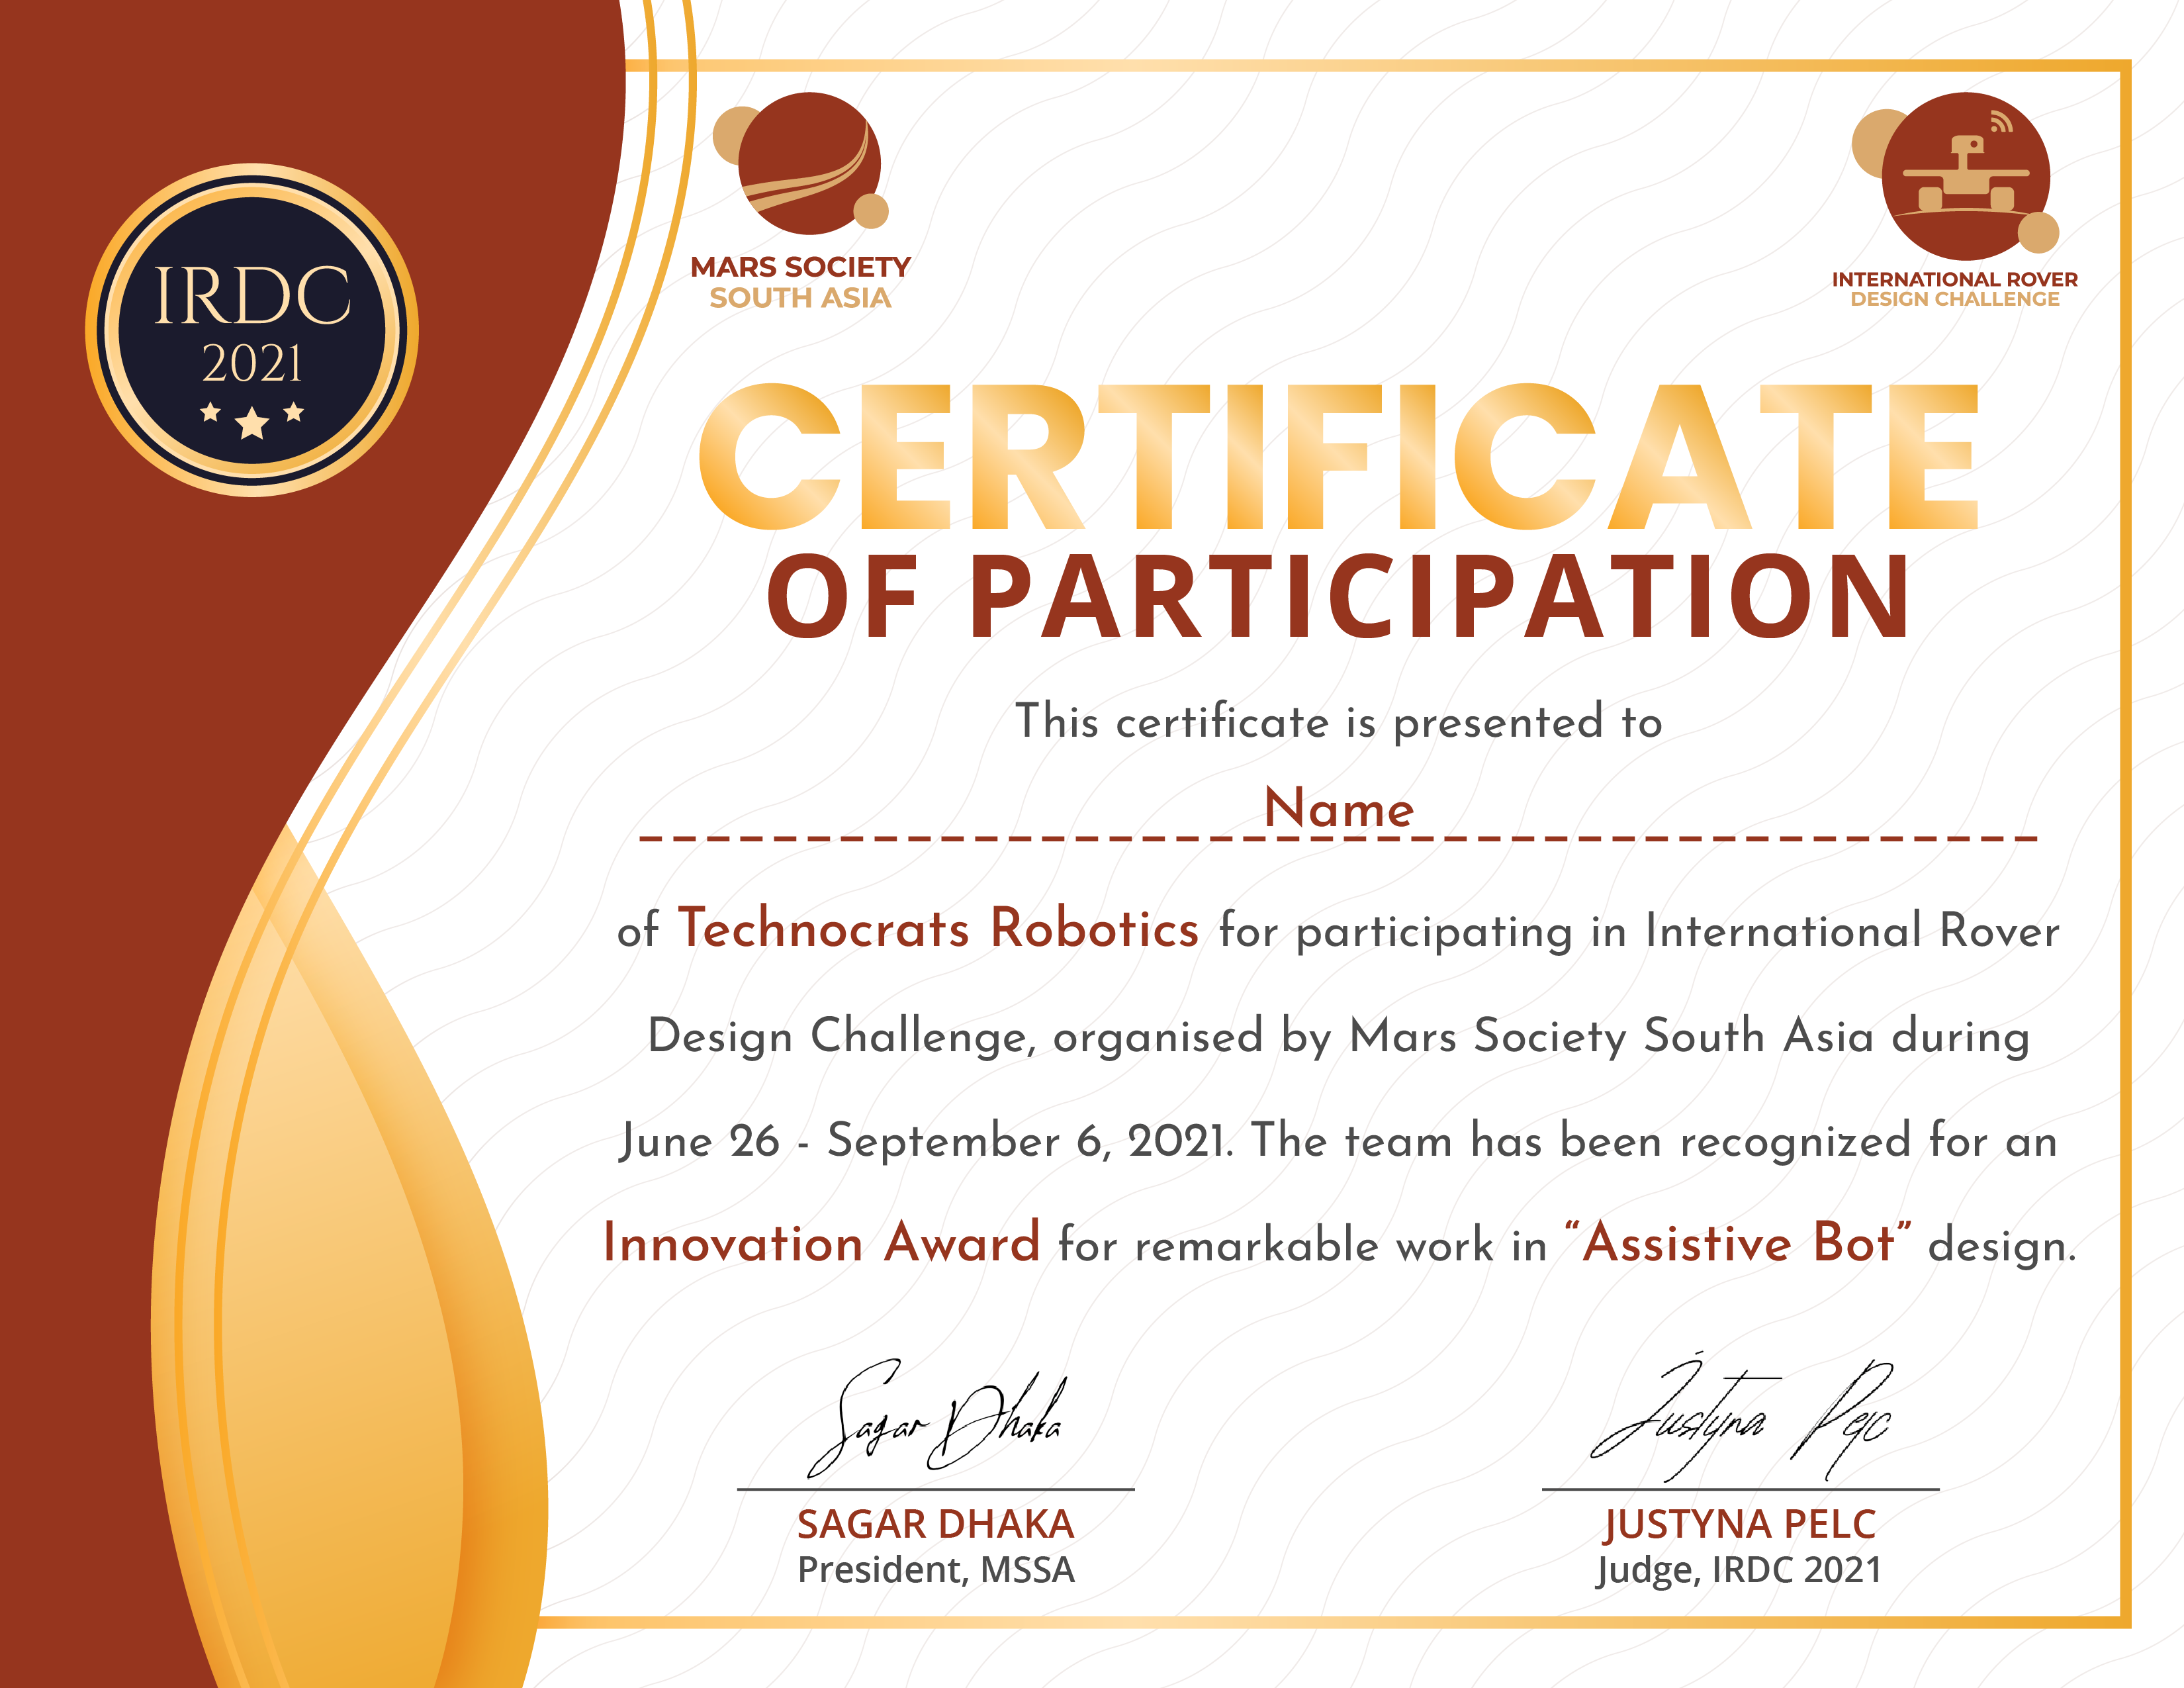 IRDC
2021
MARS SOCIETY
SOUTH ASIA
INTERNATIONAL ROVER
DESIGN CHALLENGE
CERTIFICATE
OF PARTICIPATION
This certificate is presented to
Name
of Technocrats Robotics for participating in International Rover
Design Challenge, organised by Mars Society South Asia during
June 26 - September 6, 2021. The team has been recognized for an
Innovation Award for remarkable work in “Assistive Bot” design.
Sagar Dhaka
Justyna Pelc
SAGAR DHAKA
President, MSSA
JUSTYNA PELC
Judge, IRDC 2021